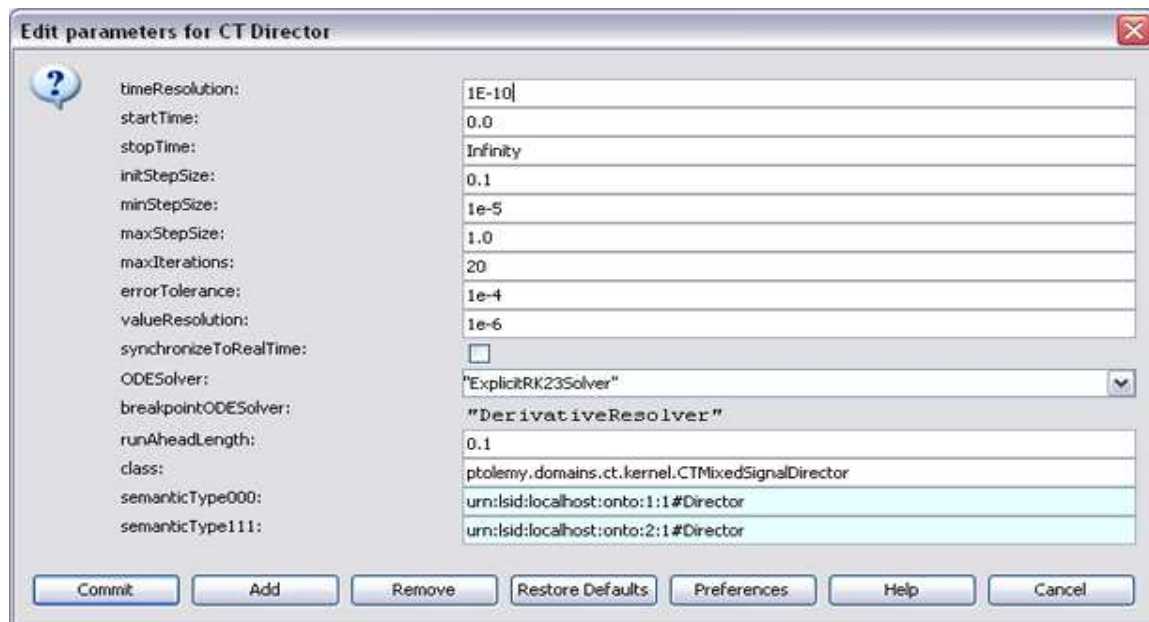 Edit parameters for CT Director
timeResolution: 1E-10
startTime: 0.0
stopTime: Infinity
initStepSize: 0.1
minStepSize: 1e-5
maxStepSize: 1.0
maxIterations: 20
errorTolerance: 1e-4
valueResolution: 1e-6
synchronizeToRealTime:
ODESolver: "ExplicitRK23Solver"
breakpointODESolver: "DerivativeResolver"
runAheadLength: 0.1
class: ptolemy.domains.ct.kernel.CTMixedSignalDirector
semanticType000: urn:lsid:localhost:onto:1:1#Director
semanticType111: urn:lsid:localhost:onto:2:1#Director
Commit Add Remove Restore Defaults Preferences Help Cancel